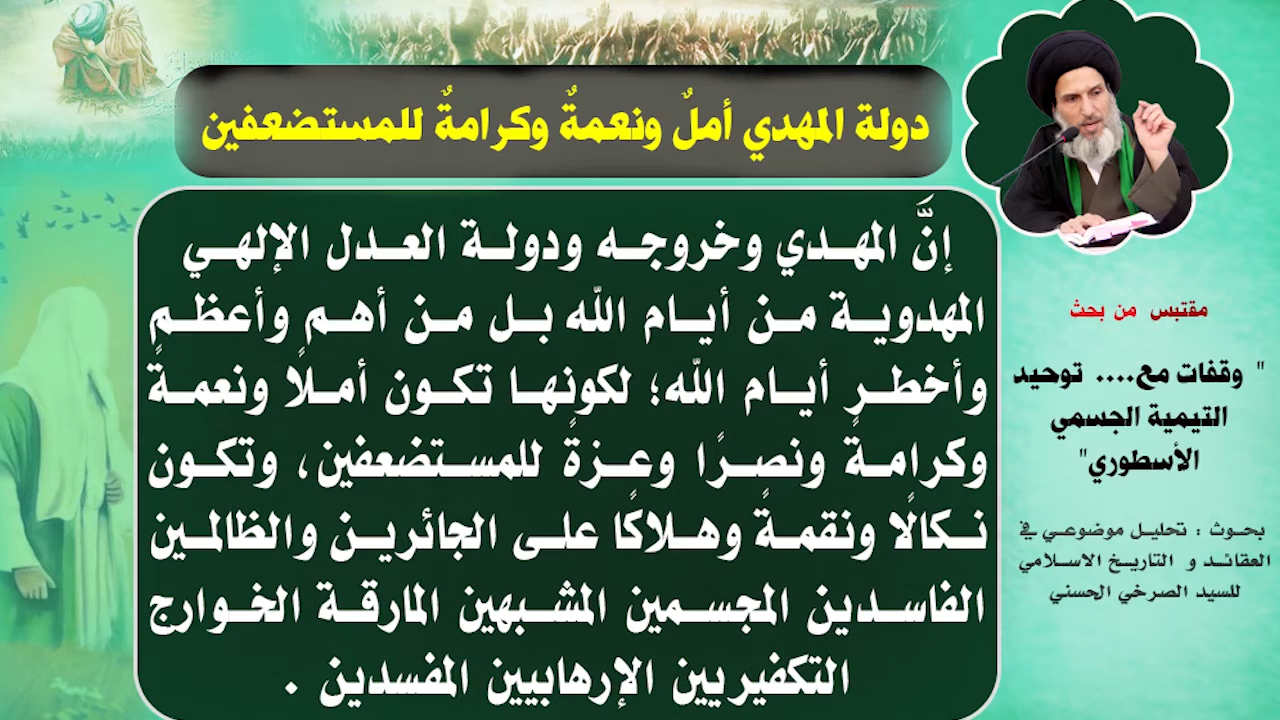 دولة المهدي أملٌ ونعمةٌ وكرامةٌ للمستضعفين
إنَّ المهدي وخروجه ودولة العدل الإلهي
المهدوية من أيام الله بل من أهم وأعظم
وأخطر أيام الله؛ لكونها تكون أملًا ونعمةً
وكرامةً ونصرًا وعزةً للمستضعفين، وتكون
نكالًا ونقمةً وهلاكًا على الجائرين والظالمين
الفاسدين المجسمين المشبهين المارقة الخوارج
التكفيريين الإرهابيين المفسدين .
مقتبس من بحث
" وقفات مع.... توحيد
التيمية الجسمي
الأسطوري"
بحوث : تحليل موضوعي في
العقائد و التاريخ الاسلامي
للسيد الصرخي الحسني